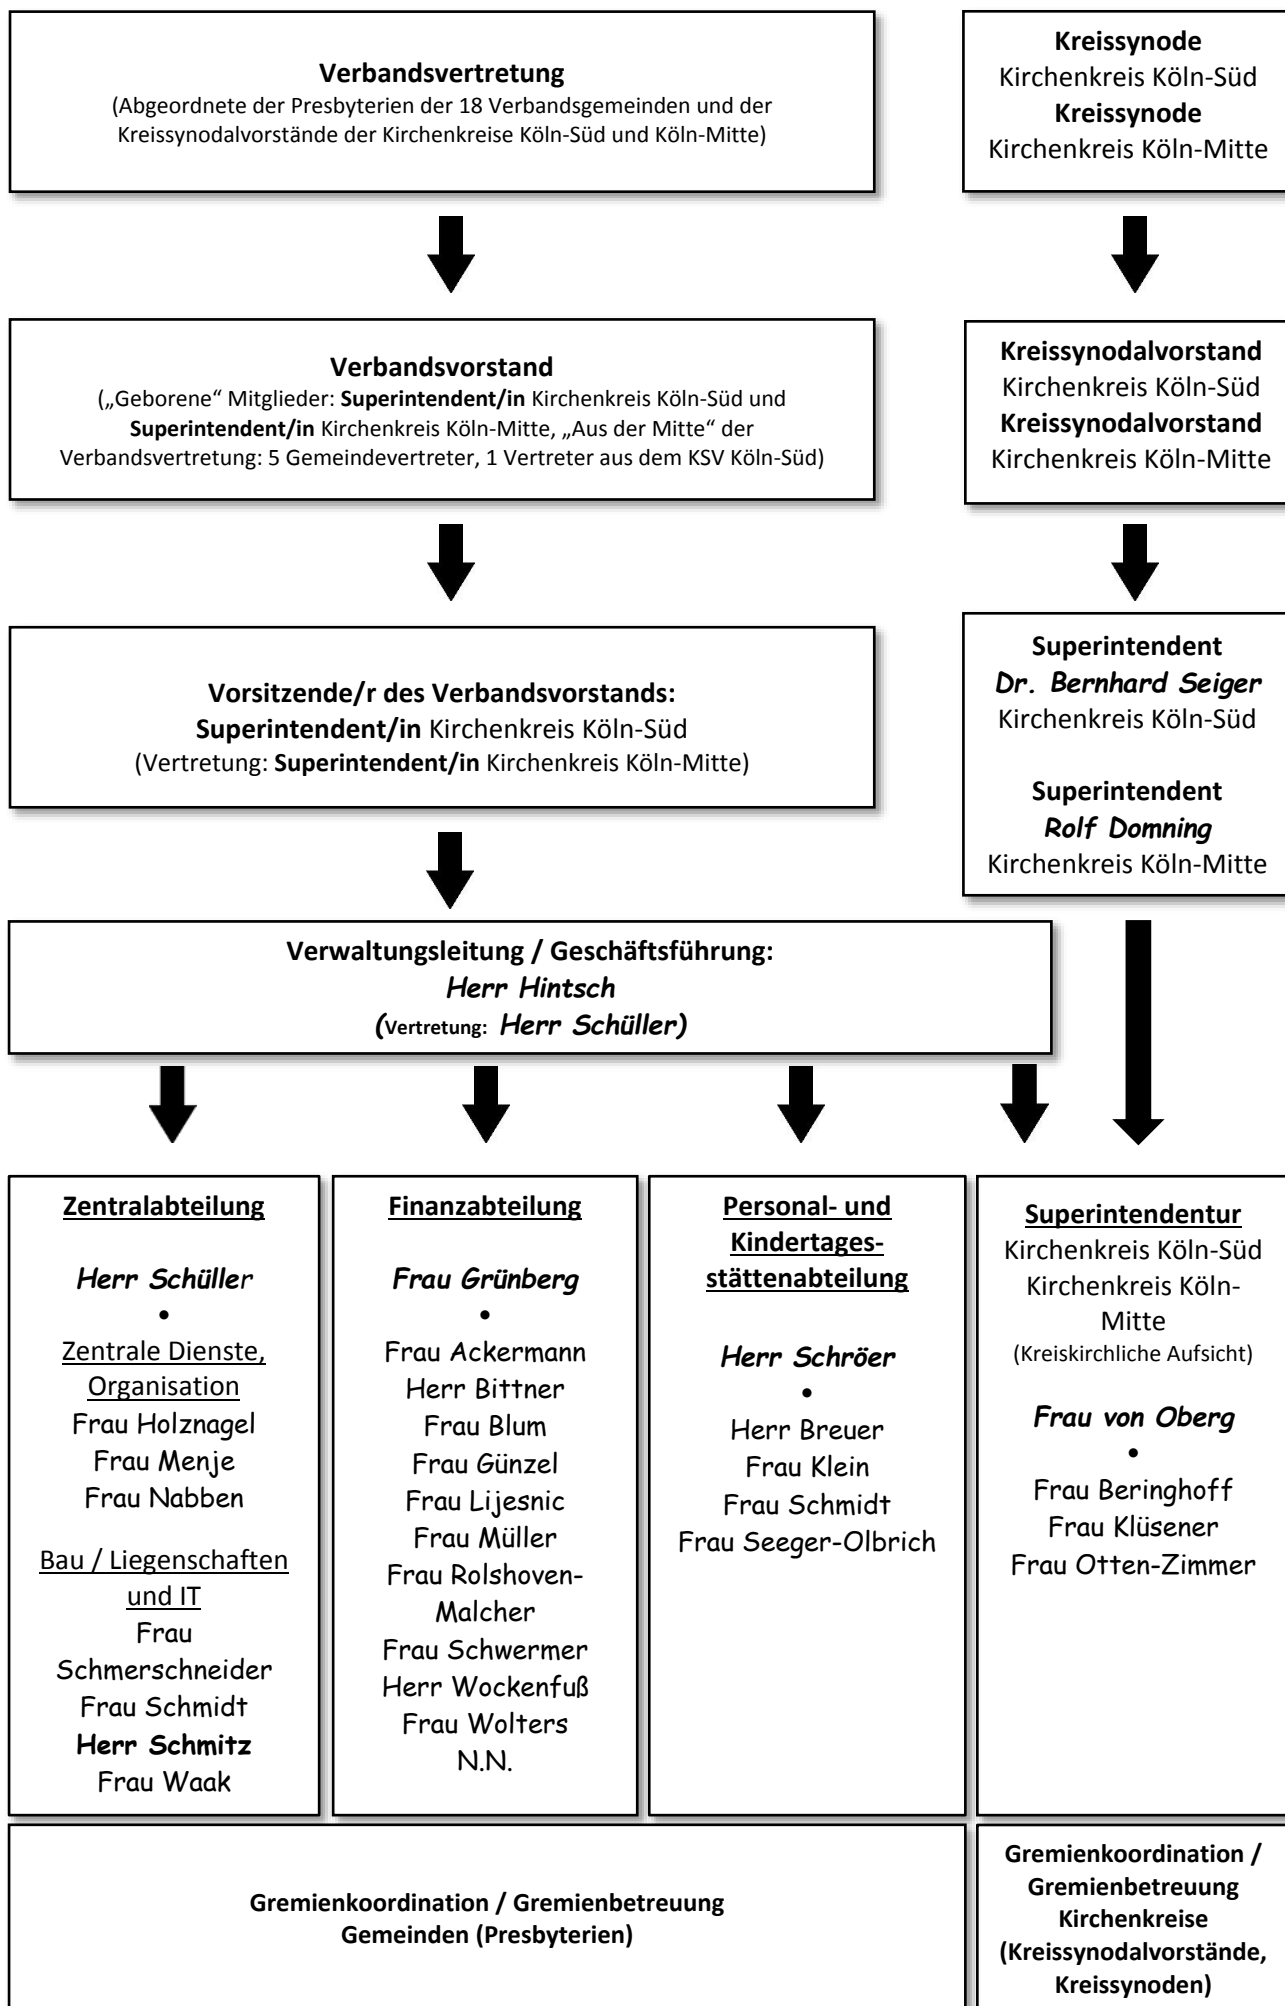 Verbandsvertretung
(Abgeordnete der Presbyterien der 18 Verbandsgemeinden und der
Kreissynodalvorstände der Kirchenkreise Köln-Süd und Köln-Mitte)
Kreissynode
Kirchenkreis Köln-Süd
Kreissynode
Kirchenkreis Köln-Mitte
Verbandsvorstand
(„Geborene“ Mitglieder: Superintendent/in Kirchenkreis Köln-Süd und
Superintendent/in Kirchenkreis Köln-Mitte, „Aus der Mitte“ der
Verbandsvertretung: 5 Gemeindevertreter, 1 Vertreter aus dem KSV Köln-Süd)
Kreissynodalvorstand
Kirchenkreis Köln-Süd
Kreissynodalvorstand
Kirchenkreis Köln-Mitte
Vorsitzende/r des Verbandsvorstands:
Superintendent/in Kirchenkreis Köln-Süd
(Vertretung: Superintendent/in Kirchenkreis Köln-Mitte)
Superintendent
Dr. Bernhard Seiger
Kirchenkreis Köln-Süd
Superintendent
Rolf Domning
Kirchenkreis Köln-Mitte
Verwaltungsleitung / Geschäftsführung:
Herr Hintsch
(Vertretung: Herr Schüller)
Zentralabteilung
Herr Schüller
•
Zentrale Dienste,
Organisation
Frau Holznagel
Frau Menje
Frau Nabben
Bau / Liegenschaften
und IT
Frau
Schmerschneider
Frau Schmidt
Herr Schmitz
Frau Waak
Finanzabteilung
Frau Grünberg
•
Frau Ackermann
Herr Bittner
Frau Blum
Frau Günzel
Frau Lijesnic
Frau Müller
Frau Rolshoven-
Malcher
Frau Schwermer
Herr Wockenfuß
Frau Wolters
N.N.
Personal- und
Kindertages-
stättenabteilung
Herr Schröer
•
Herr Breuer
Frau Klein
Frau Schmidt
Frau Seeger-Olbrich
Superintendentur
Kirchenkreis Köln-Süd
Kirchenkreis Köln-
Mitte
(Kreiskirchliche Aufsicht)
Frau von Oberg
•
Frau Beringhoff
Frau Klüsener
Frau Otten-Zimmer
Gremienkoordination / Gremienbetreuung
Gemeinden (Presbyterien)
Gremienkoordination /
Gremienbetreuung
Kirchenkreise
(Kreissynodalvorstände,
Kreissynoden)